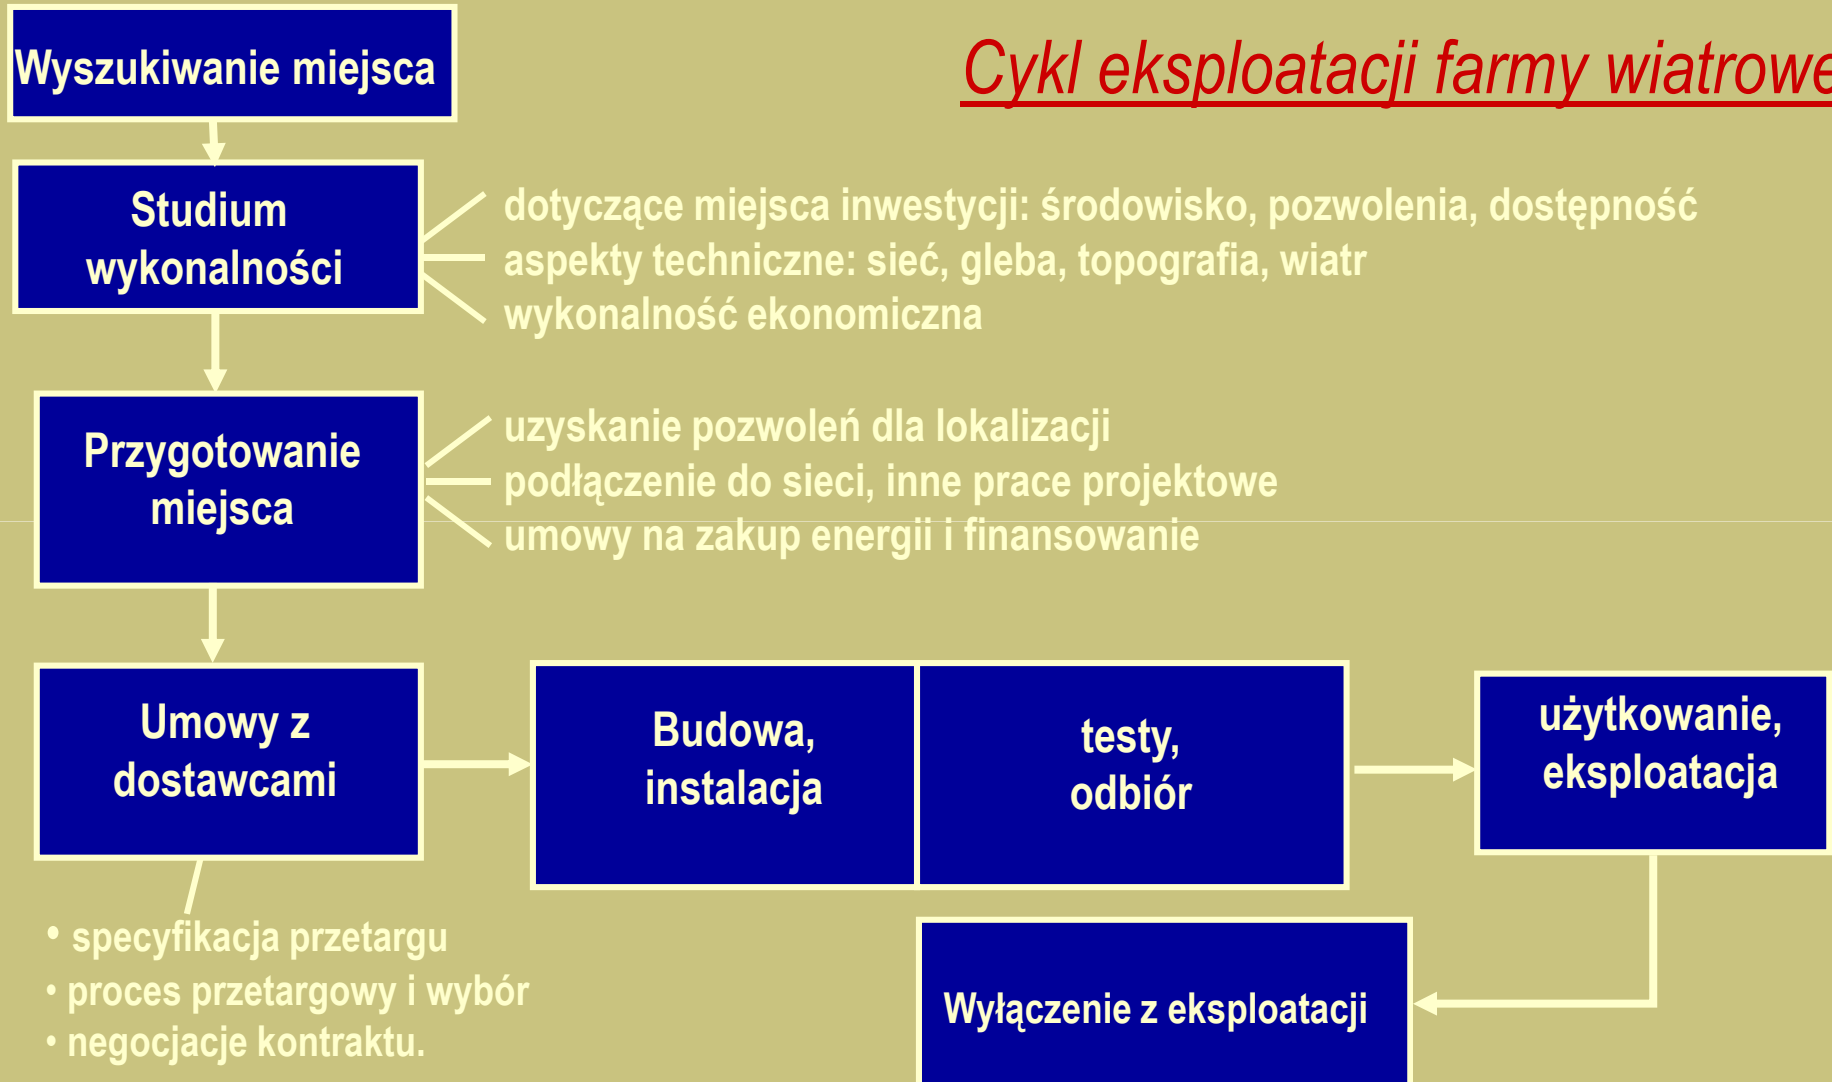 Wyszukiwanie miejsca
Cykl eksploatacji farmy wiatrowe
Studium
wykonalności
dotyczące miejsca inwestycji: środowisko, pozwolenia, dostępność
aspekty techniczne: sieć, gleba, topografia, wiatr
wykonalność ekonomiczna
Przygotowanie
miejsca
uzyskanie pozwoleń dla lokalizacji
podłączenie do sieci, inne prace projektowe
umowy na zakup energii i finansowanie
Umowy z
dostawcami
Budowa,
instalacja
testy,
odbiór
użytkowanie,
eksploatacja
• specyfikacja przetargu
• proces przetargowy i wybór
• negocjacje kontraktu.
Wyłączenie z eksploatacji